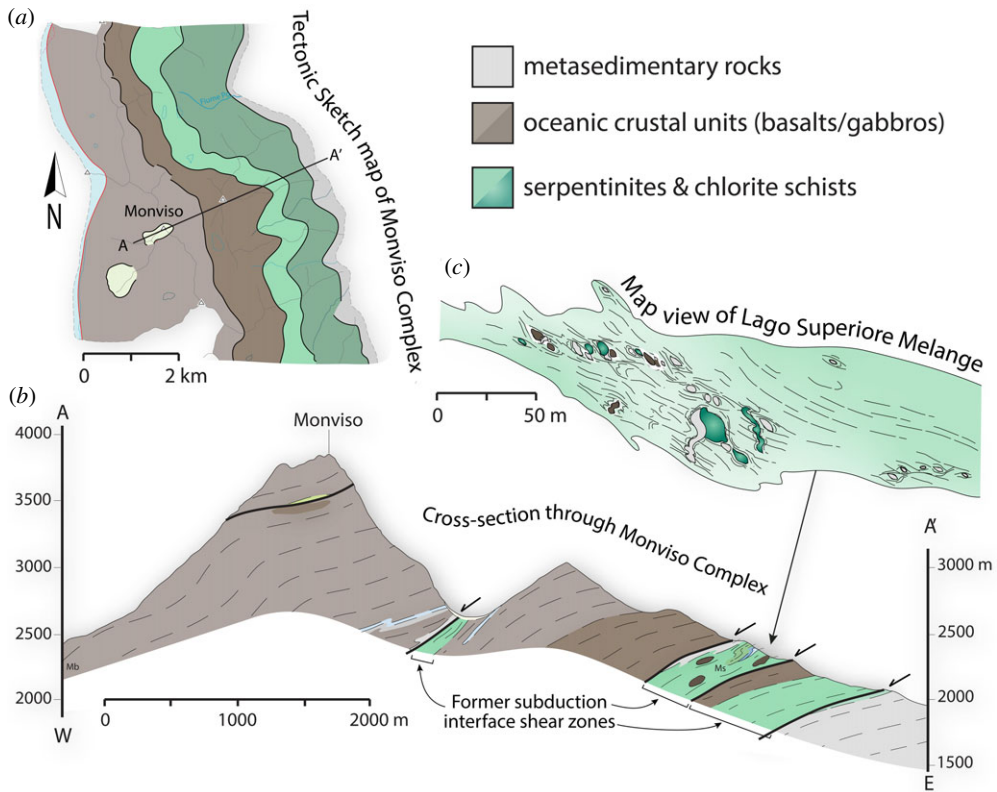 (a)
Tectonic Sketch map of Monviso Complex
A'
Monviso
A
N
0 2 km
metasedimentary rocks
oceanic crustal units (basalts/gabbros)
serpentinites & chlorite schists
(c)
Map view of Lago Superiore Melange
0 50 m
(b)
A
4000
3500
3000
2500
2000
W
Monviso
Cross-section through Monviso Complex
A'
3000 m
2500
2000
1500
E
Mb
Ms
0 1000 2000 m
Former subduction
interface shear zones